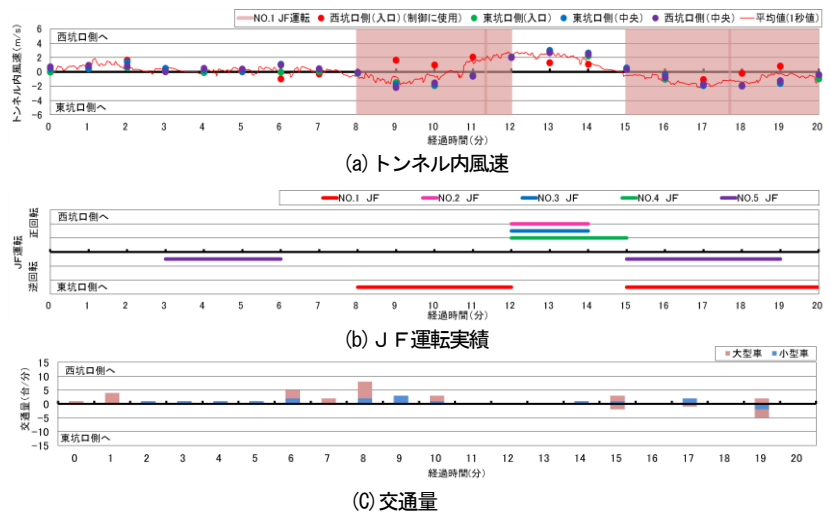 NO.1 JF運転 西坑口側(入口)(制御に使用) 東坑口側(入口) 東坑口側(中央) 西坑口側(中央) 平均値(1秒値)
トンネル内風速(m/s)
6
4
2
0
-2
-4
-6
西坑口側へ
東坑口側へ
0 1 2 3 4 5 6 7 8 9 10 11 12 13 14 15 16 17 18 19 20
経過時間(分)
(a)トンネル内風速
NO.1 JF NO.2 JF NO.3 JF NO.4 JF NO.5 JF
JF運転
正回転
逆回転
西坑口側へ
東坑口側へ
0 1 2 3 4 5 6 7 8 9 10 11 12 13 14 15 16 17 18 19 20
経過時間(分)
(b)JF運転実績
大型車 小型車
交通量(台/分)
15
10
5
0
-5
-10
-15
西坑口側へ
東坑口側へ
0 1 2 3 4 5 6 7 8 9 10 11 12 13 14 15 16 17 18 19 20
経過時間(分)
(C)交通量